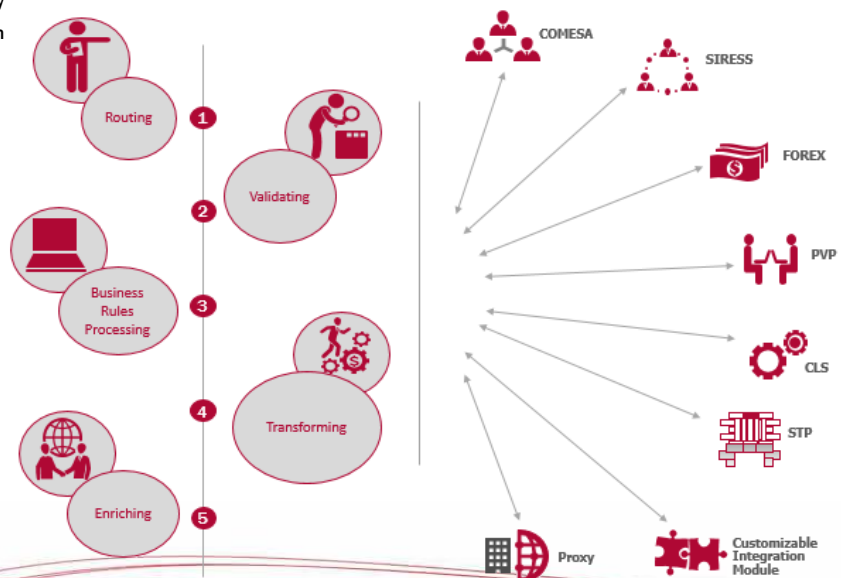 Routing
1
Validating
2
Business
Rules
Processing
3
4
Transforming
Enriching
5
COMESA
SIRESS
FOREX
$
PVP
CLS
STP
Customizable
Integration
Module
Proxy
$